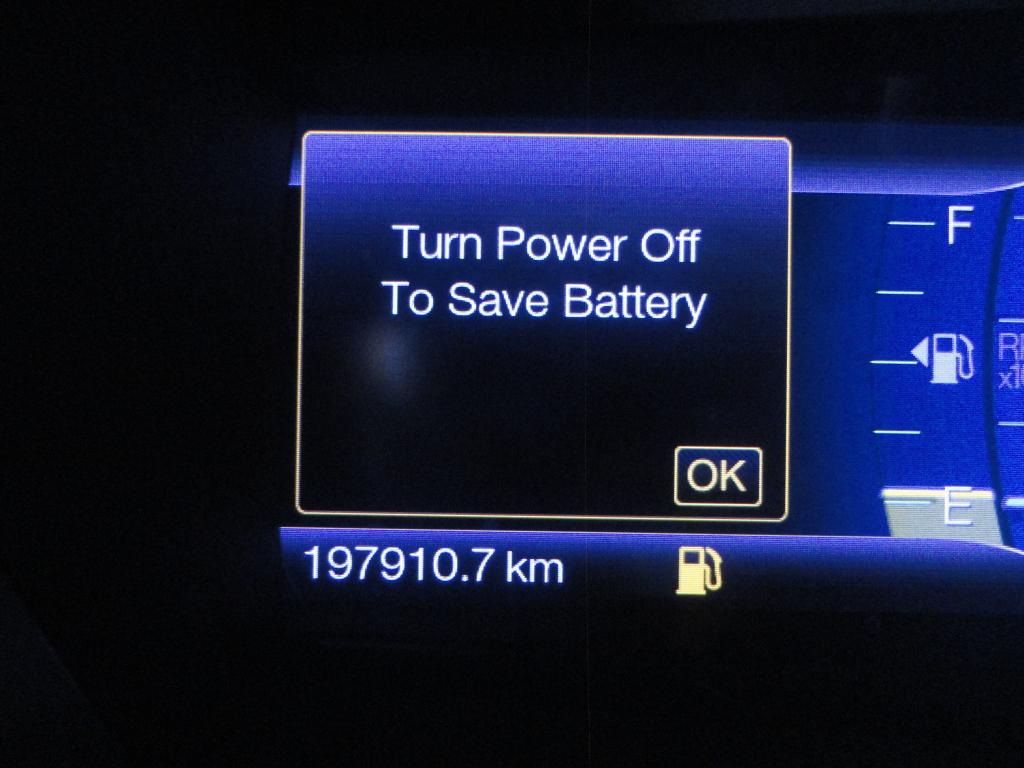 Turn Power Off
To Save Battery
OK
197910.7 km
F
E